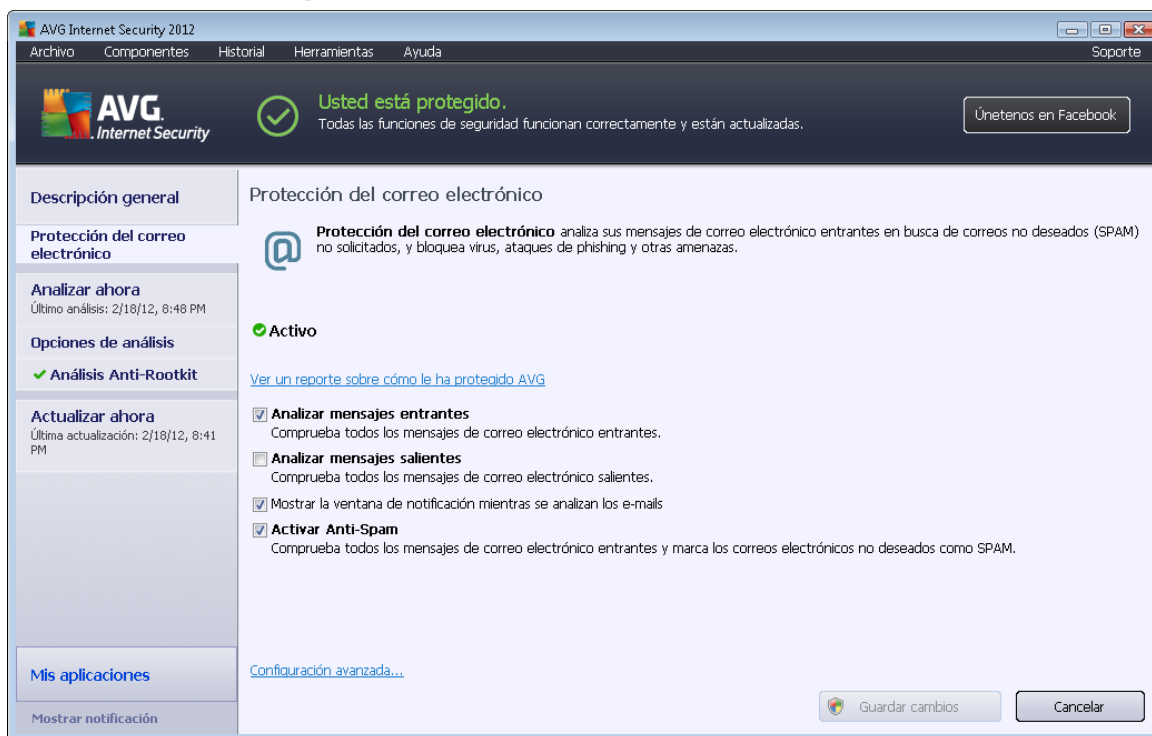 AVG Internet Security 2012
Archivo Componentes Historial Herramientas Ayuda Soporte
AVG.
Internet Security
Usted está protegido.
Todas las funciones de seguridad funcionan correctamente y están actualizadas.
Únetenos en Facebook
Descripción general
Protección del correo
electrónico
Analizar ahora
Último análisis: 2/18/12, 8:48 PM
Opciones de análisis
Análisis Anti-Rootkit
Actualizar ahora
Última actualización: 2/18/12, 8:41
PM
Mis aplicaciones
Mostrar notificación
Protección del correo electrónico
Protección del correo electrónico analiza sus mensajes de correo electrónico entrantes en busca de correos no deseados (SPAM)
no solicitados, y bloquea virus, ataques de phishing y otras amenazas.
Activo
Ver un reporte sobre cómo le ha protegido AVG
Analizar mensajes entrantes
Comprueba todos los mensajes de correo electrónico entrantes.
Analizar mensajes salientes
Comprueba todos los mensajes de correo electrónico salientes.
Mostrar la ventana de notificación mientras se analizan los e-mails
Activar Anti-Spam
Comprueba todos los mensajes de correo electrónico entrantes y marca los correos electrónicos no deseados como SPAM.
Configuración avanzada...
Guardar cambios
Cancelar